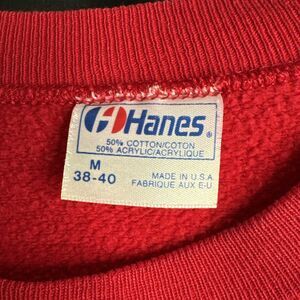 Hanes®
50% COTTON/COTON
50% ACRYLIC/ACRYLIQUE
M
38-40
MADE IN U.S.A.
FABRIQUE AUX E-U